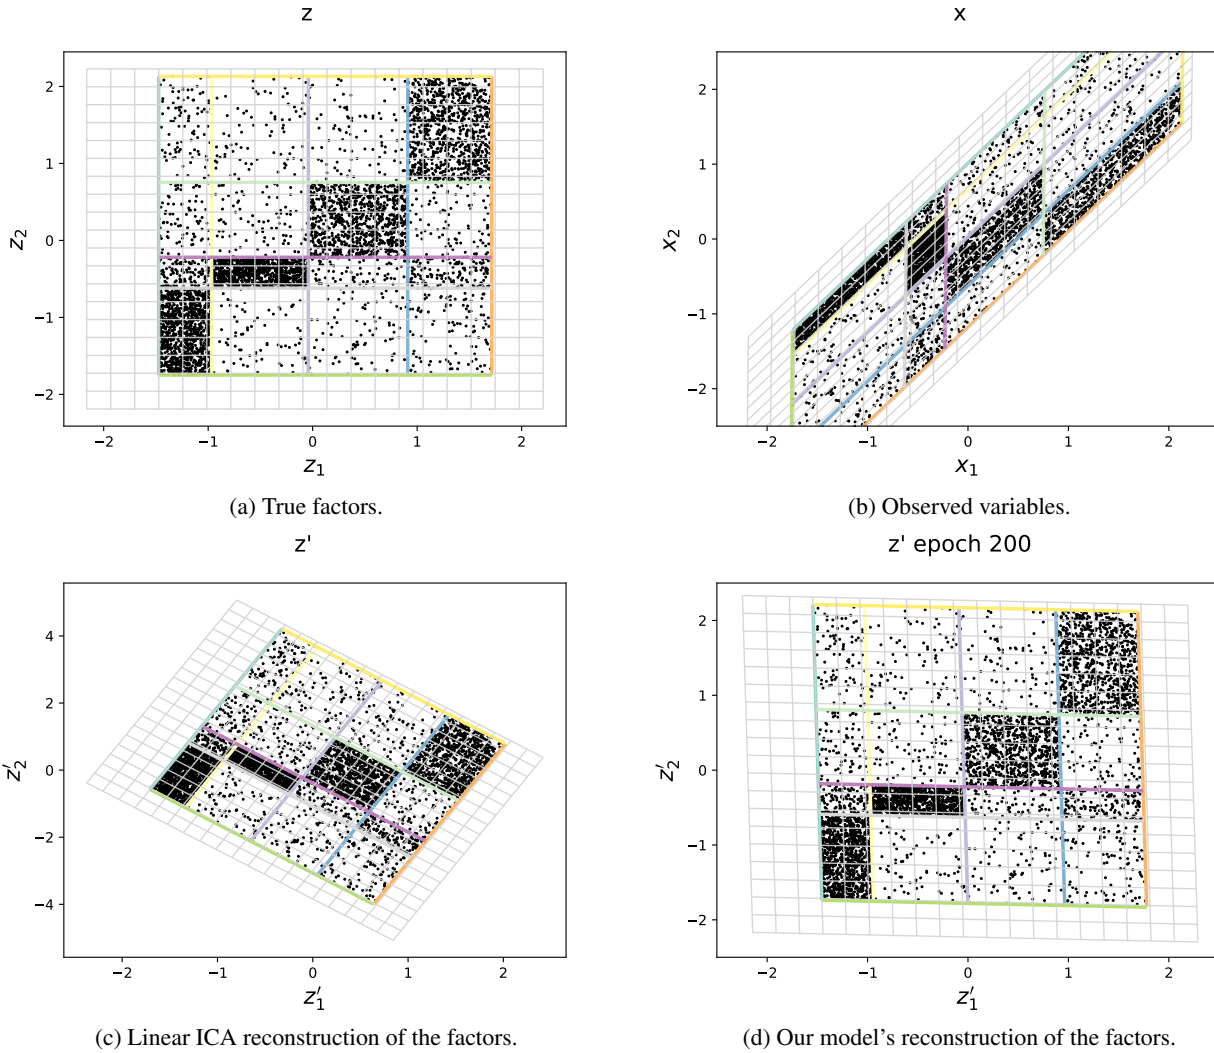 z
2
1
0
−1
−2
z2
−2 −1 0 1 2
z1
(a) True factors.
x
2
1
0
−1
−2
x2
−2 −1 0 1 2
x1
(b) Observed variables.
z'
4
2
0
−2
−4
z′2
−2 −1 0 1 2
z′1
(c) Linear ICA reconstruction of the factors.
z' epoch 200
2
1
0
−1
−2
z′2
−2 −1 0 1 2
z′1
(d) Our model’s reconstruction of the factors.